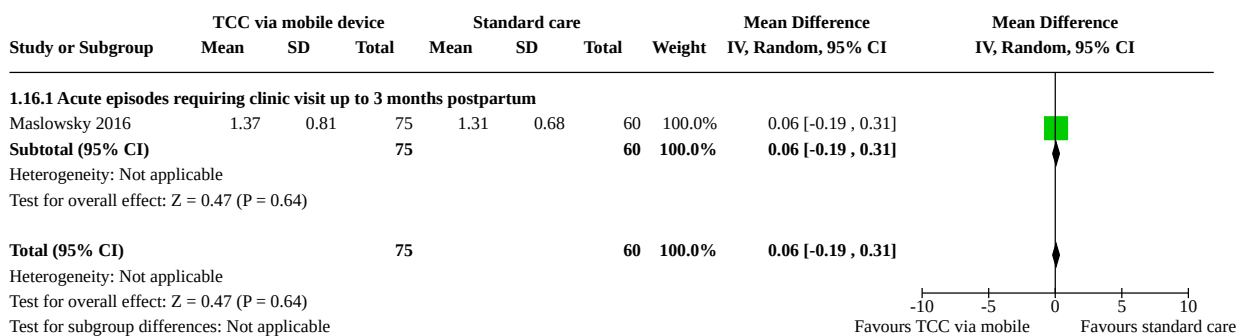 TCC via mobile device Standard care Mean Difference Mean Difference
Study or Subgroup Mean SD Total Mean SD Total Weight IV, Random, 95% CI IV, Random, 95% CI
1.16.1 Acute episodes requiring clinic visit up to 3 months postpartum
Maslowsky 2016 1.37 0.81 75 1.31 0.68 60 100.0% 0.06 [-0.19 , 0.31]
Subtotal (95% CI) 75 60 100.0% 0.06 [-0.19 , 0.31]
Heterogeneity: Not applicable
Test for overall effect: Z = 0.47 (P = 0.64)
Total (95% CI) 75 60 100.0% 0.06 [-0.19 , 0.31]
Heterogeneity: Not applicable
Test for overall effect: Z = 0.47 (P = 0.64) -10 -5 0 5 10
Test for subgroup differences: Not applicable Favours TCC via mobile Favours standard care